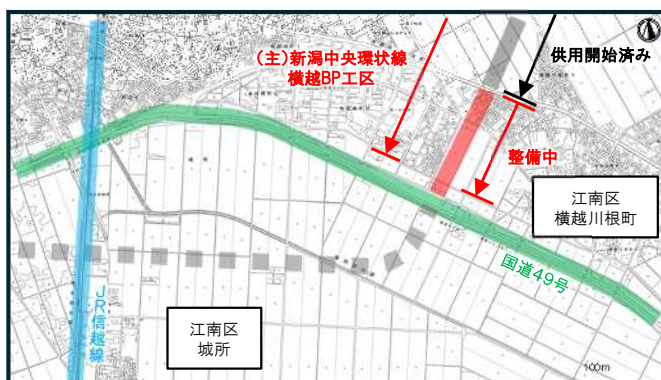 (主)新潟中央環状線
横越BP工区
供用開始済み
整備中
江南区
横越川根町
国道49号
JR信越線
江南区
城所
100m